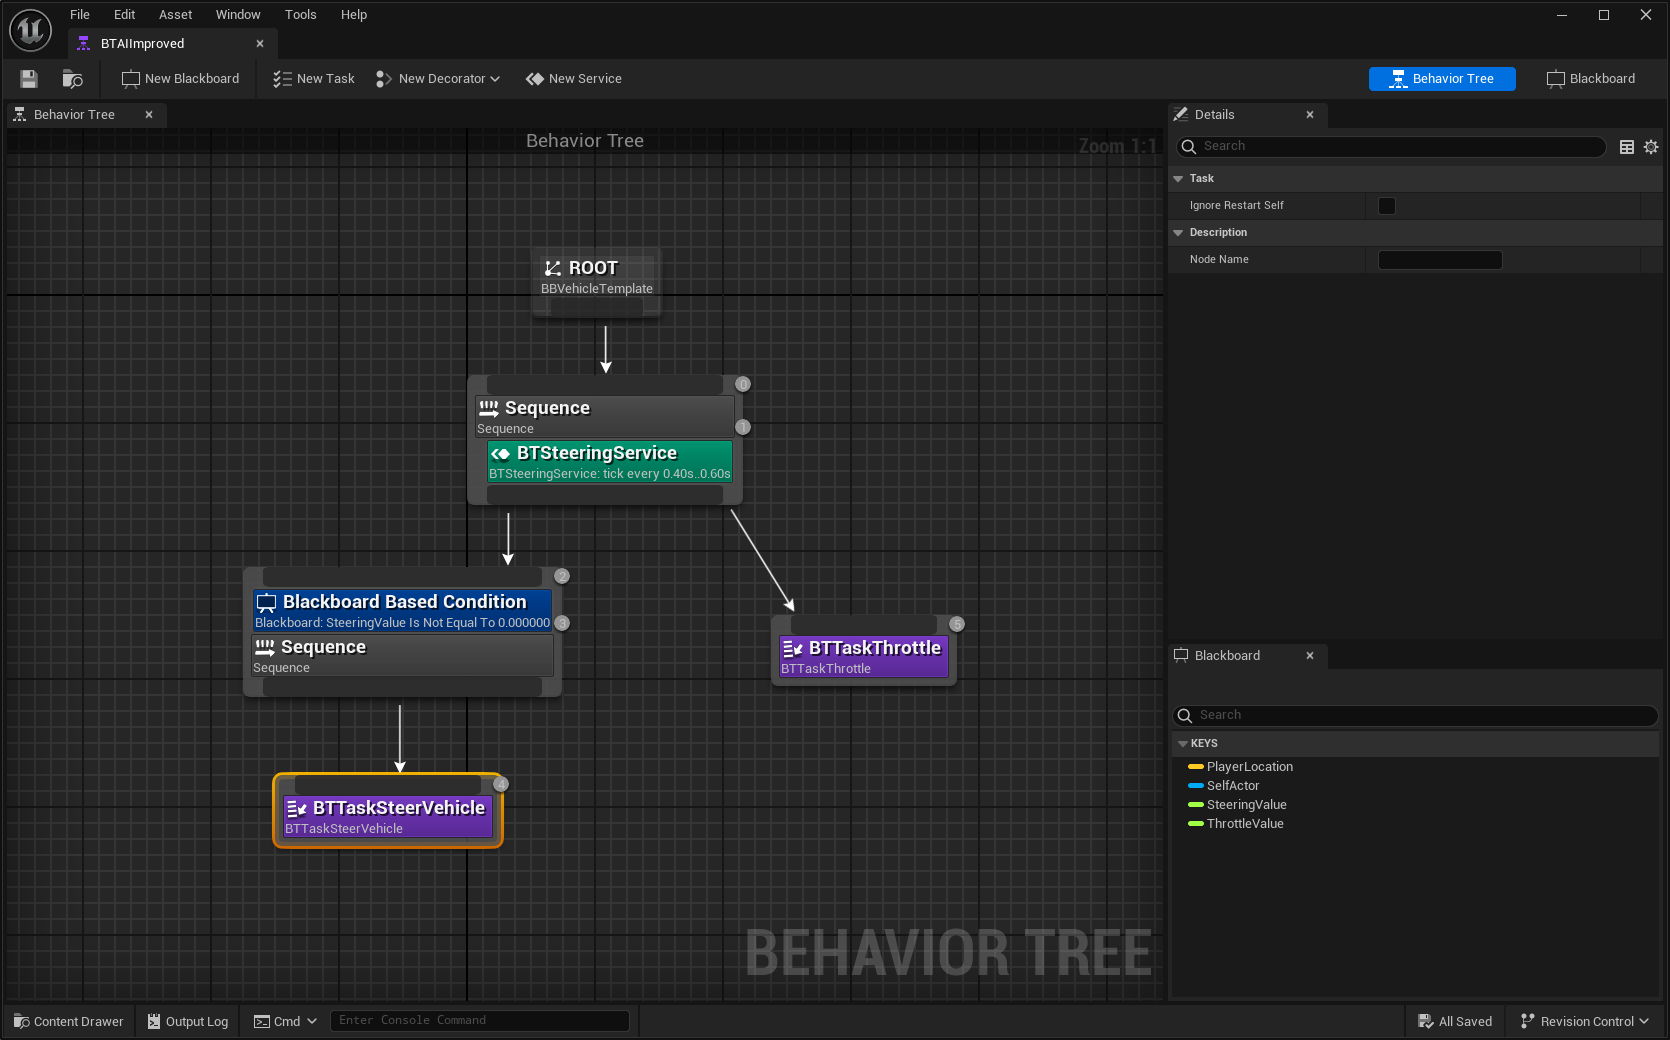 File Edit Asset Window Tools Help
BTAIImproved
New Blackboard New Task New Decorator New Service Behavior Tree Blackboard
Behavior Tree
Behavior Tree
Zoom 1:1
ROOT
BBVehicleTemplate
0
Sequence
Sequence
1
BTSteeringService
BTSteeringService: tick every 0.40s..0.60s
2
Blackboard Based Condition
Blackboard: SteeringValue Is Not Equal To 0.000000
3
Sequence
Sequence
5
BTTaskThrottle
BTTaskThrottle
4
BTTaskSteerVehicle
BTTaskSteerVehicle
BEHAVIOR TREE
Details
Search
Task
Ignore Restart Self
Description
Node Name
Blackboard
Search
KEYS
PlayerLocation
SelfActor
SteeringValue
ThrottleValue
Content Drawer Output Log Cmd Enter Console Command All Saved Revision Control